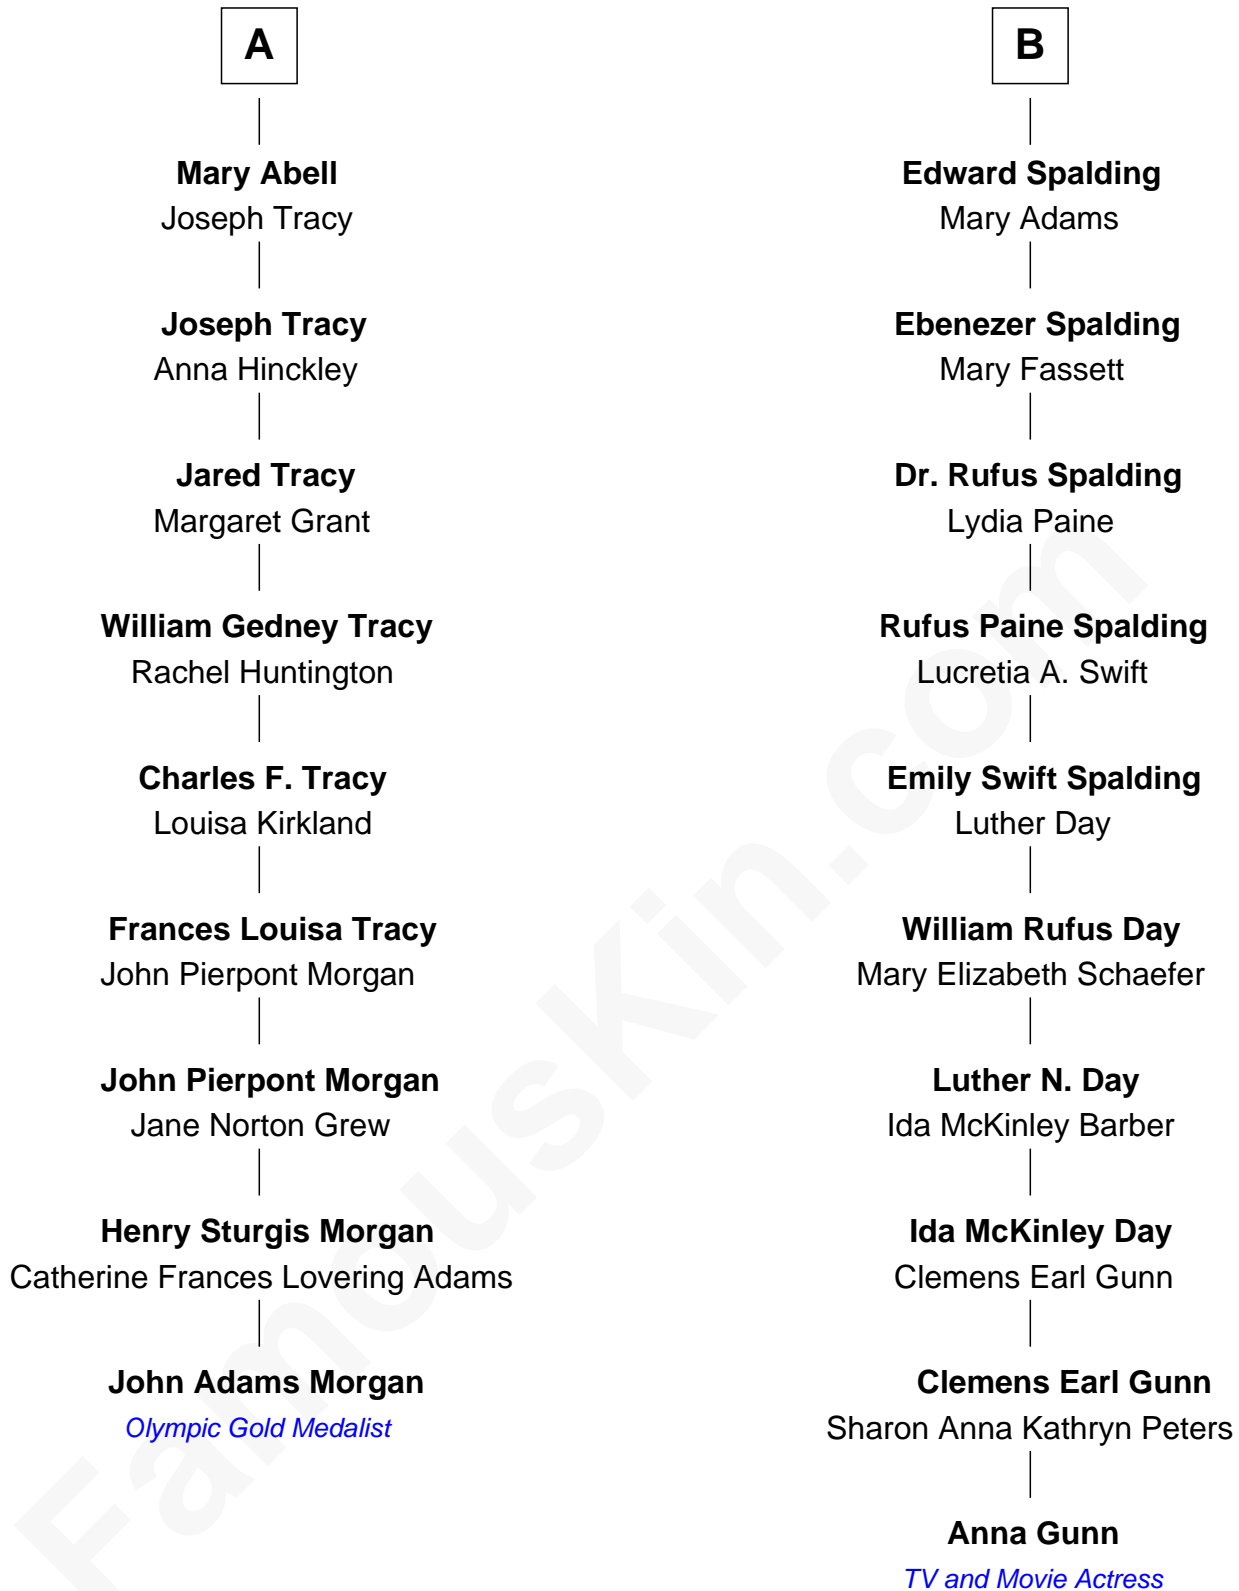 A
Mary Abell
Joseph Tracy
Joseph Tracy
Anna Hinckley
Jared Tracy
Margaret Grant
William Gedney Tracy
Rachel Huntington
Charles F. Tracy
Louisa Kirkland
Frances Louisa Tracy
John Pierpont Morgan
John Pierpont Morgan
Jane Norton Grew
Henry Sturgis Morgan
Catherine Frances Lovering Adams
John Adams Morgan
Olympic Gold Medalist
B
Edward Spalding
Mary Adams
Ebenezer Spalding
Mary Fassett
Dr. Rufus Spalding
Lydia Paine
Rufus Paine Spalding
Lucretia A. Swift
Emily Swift Spalding
Luther Day
William Rufus Day
Mary Elizabeth Schaefer
Luther N. Day
Ida McKinley Barber
Ida McKinley Day
Clemens Earl Gunn
Clemens Earl Gunn
Sharon Anna Kathryn Peters
Anna Gunn
TV and Movie Actress
FamousKin.com